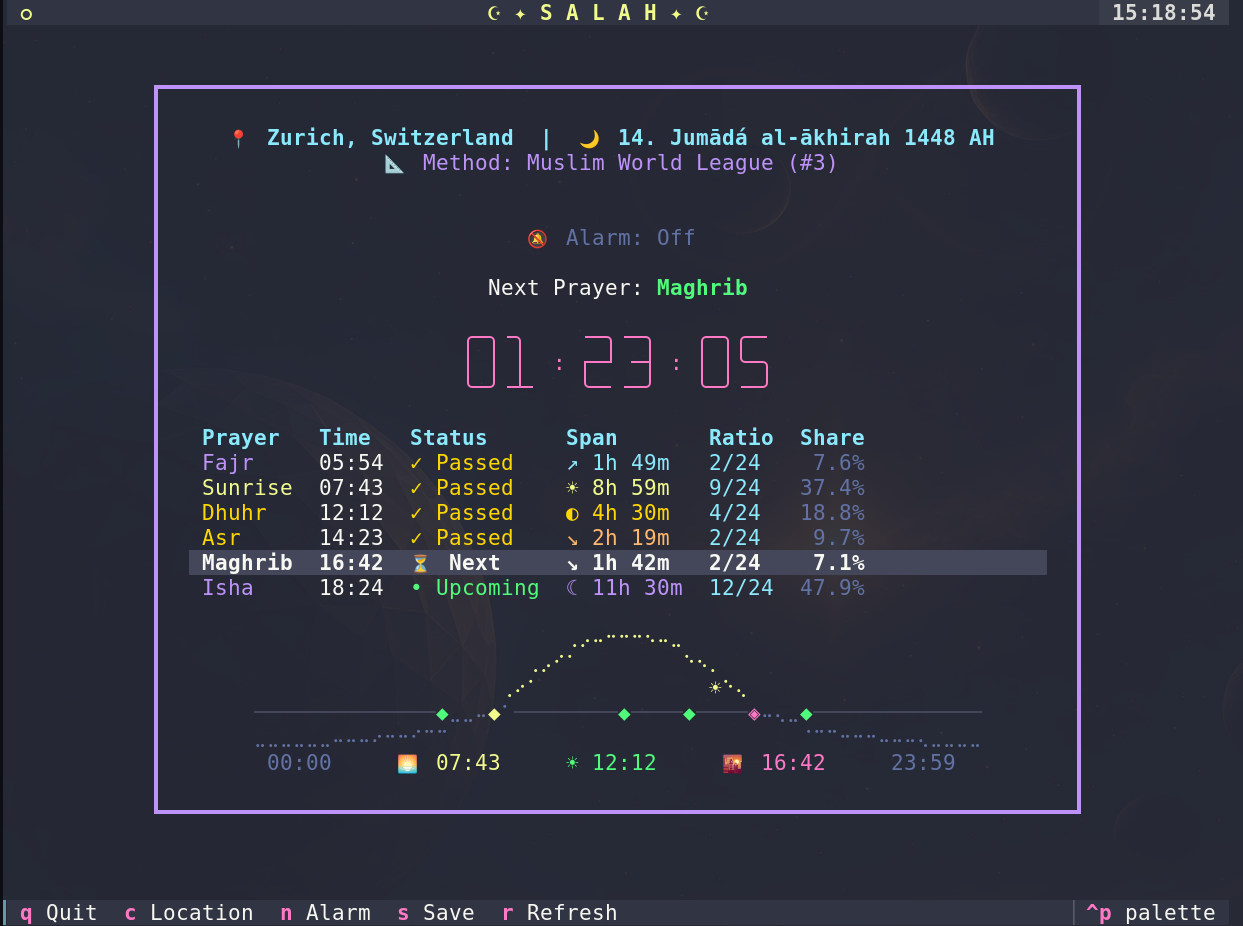 ☪ ✦ S A L A H ✦ ☪ 15:18:54
📍 Zurich, Switzerland | 🌙 14. Jumādá al-ākhirah 1448 AH
📐 Method: Muslim World League (#3)
🔕 Alarm: Off
Next Prayer: Maghrib
01 : 23 : 05
Prayer Time Status Span Ratio Share
Fajr 05:54 ✓ Passed ↗ 1h 49m 2/24 7.6%
Sunrise 07:43 ✓ Passed ☀ 8h 59m 9/24 37.4%
Dhuhr 12:12 ✓ Passed ◐ 4h 30m 4/24 18.8%
Asr 14:23 ✓ Passed ↘ 2h 19m 2/24 9.7%
Maghrib 16:42 ⏳ Next ↘ 1h 42m 2/24 7.1%
Isha 18:24 • Upcoming ☾ 11h 30m 12/24 47.9%
00:00 🌅 07:43 ☀ 12:12 🌇 16:42 23:59
q Quit c Location n Alarm s Save r Refresh ^p palette